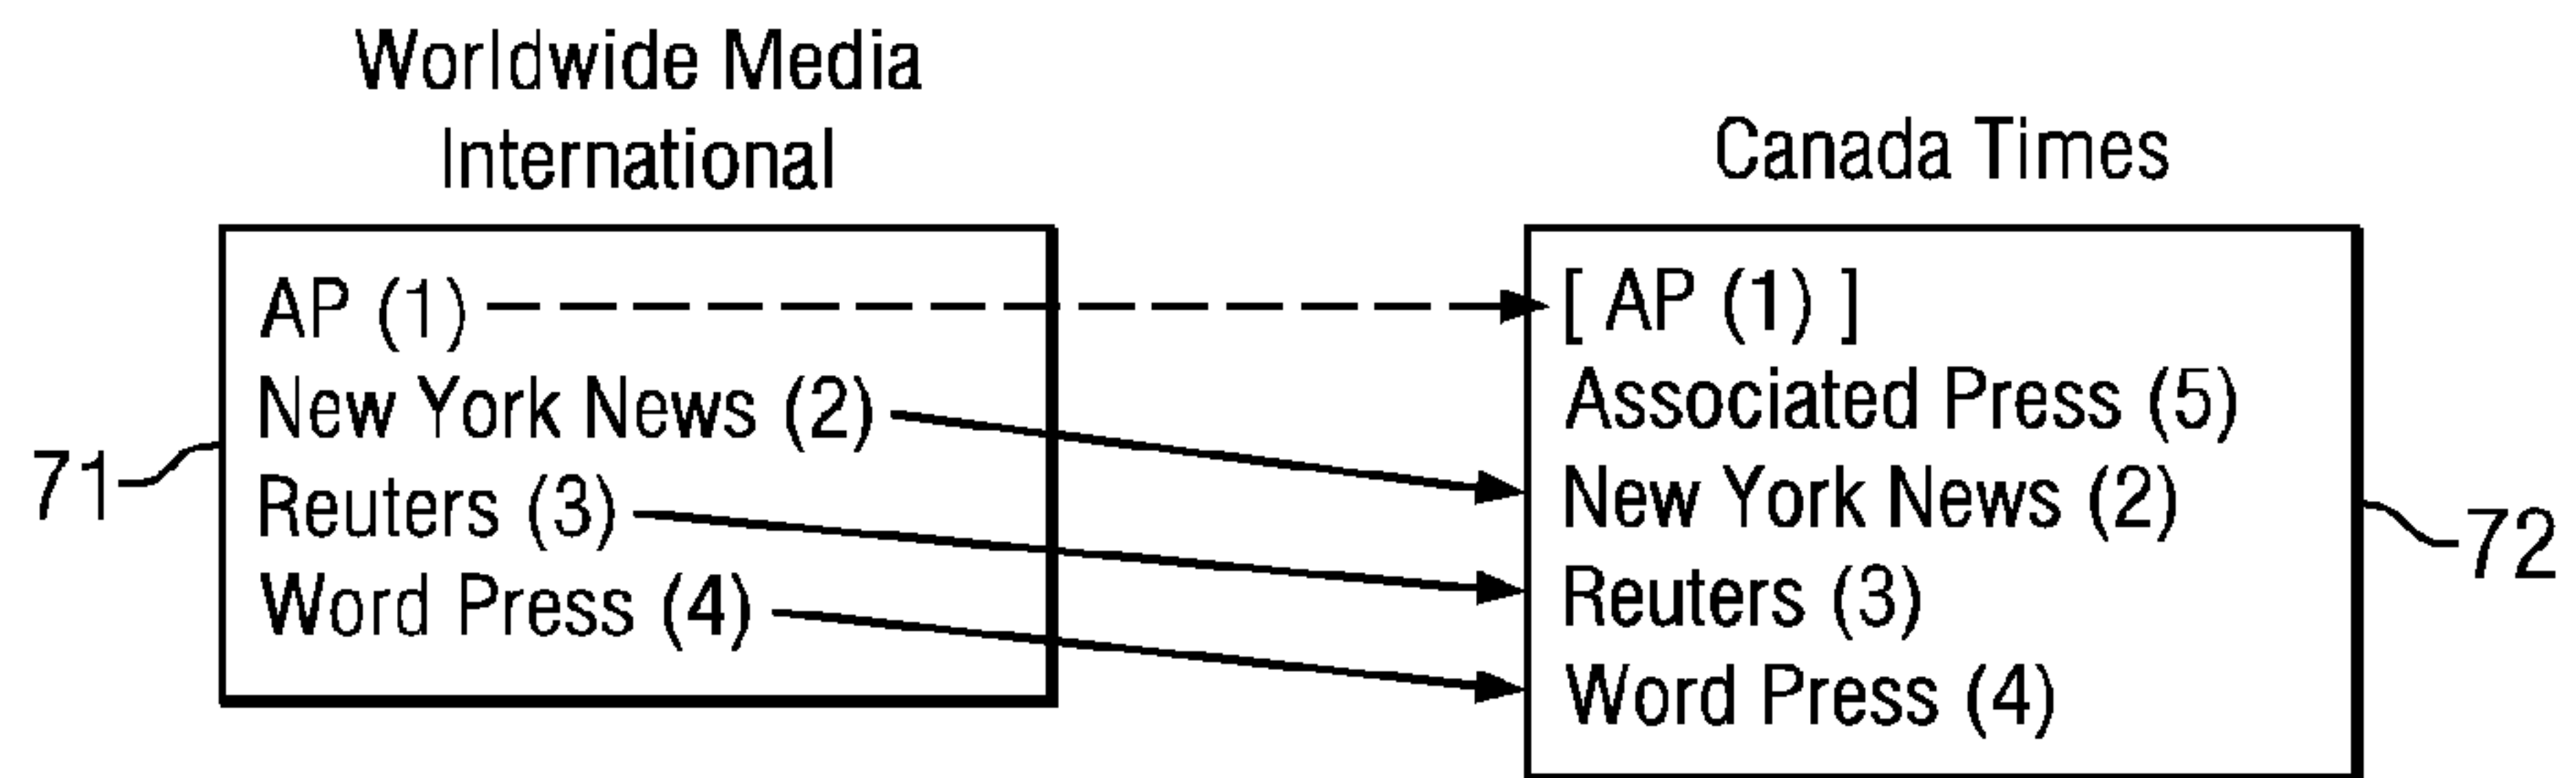 Worldwide Media
International
AP (1)
New York News (2)
Reuters (3)
Word Press (4)
71
Canada Times
[ AP (1) ]
Associated Press (5)
New York News (2)
Reuters (3)
Word Press (4)
72